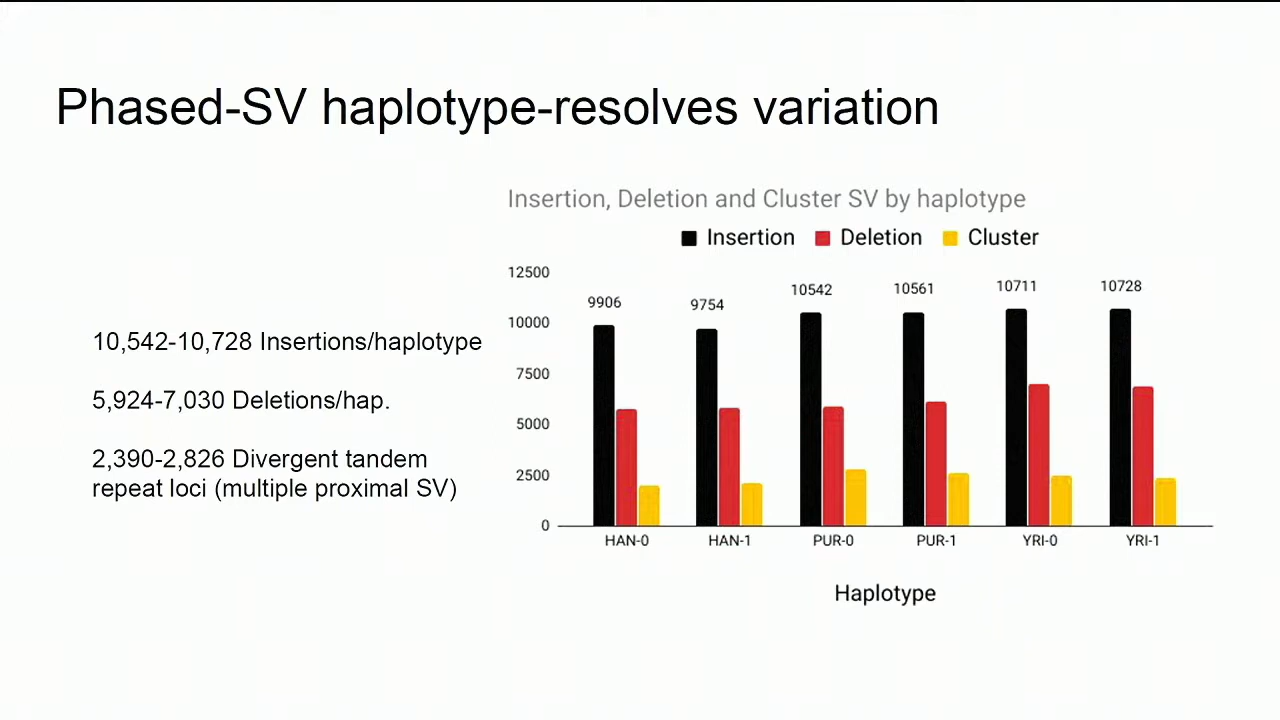 Phased-SV haplotype-resolves variation
10,542-10,728 Insertions/haplotype
5,924-7,030 Deletions/hap.
2,390-2,826 Divergent tandem
repeat loci (multiple proximal SV)
Insertion, Deletion and Cluster SV by haplotype
Insertion Deletion Cluster
12500
10000
7500
5000
2500
0
9906 9754 10542 10561 10711 10728
HAN-0 HAN-1 PUR-0 PUR-1 YRI-0 YRI-1
Haplotype